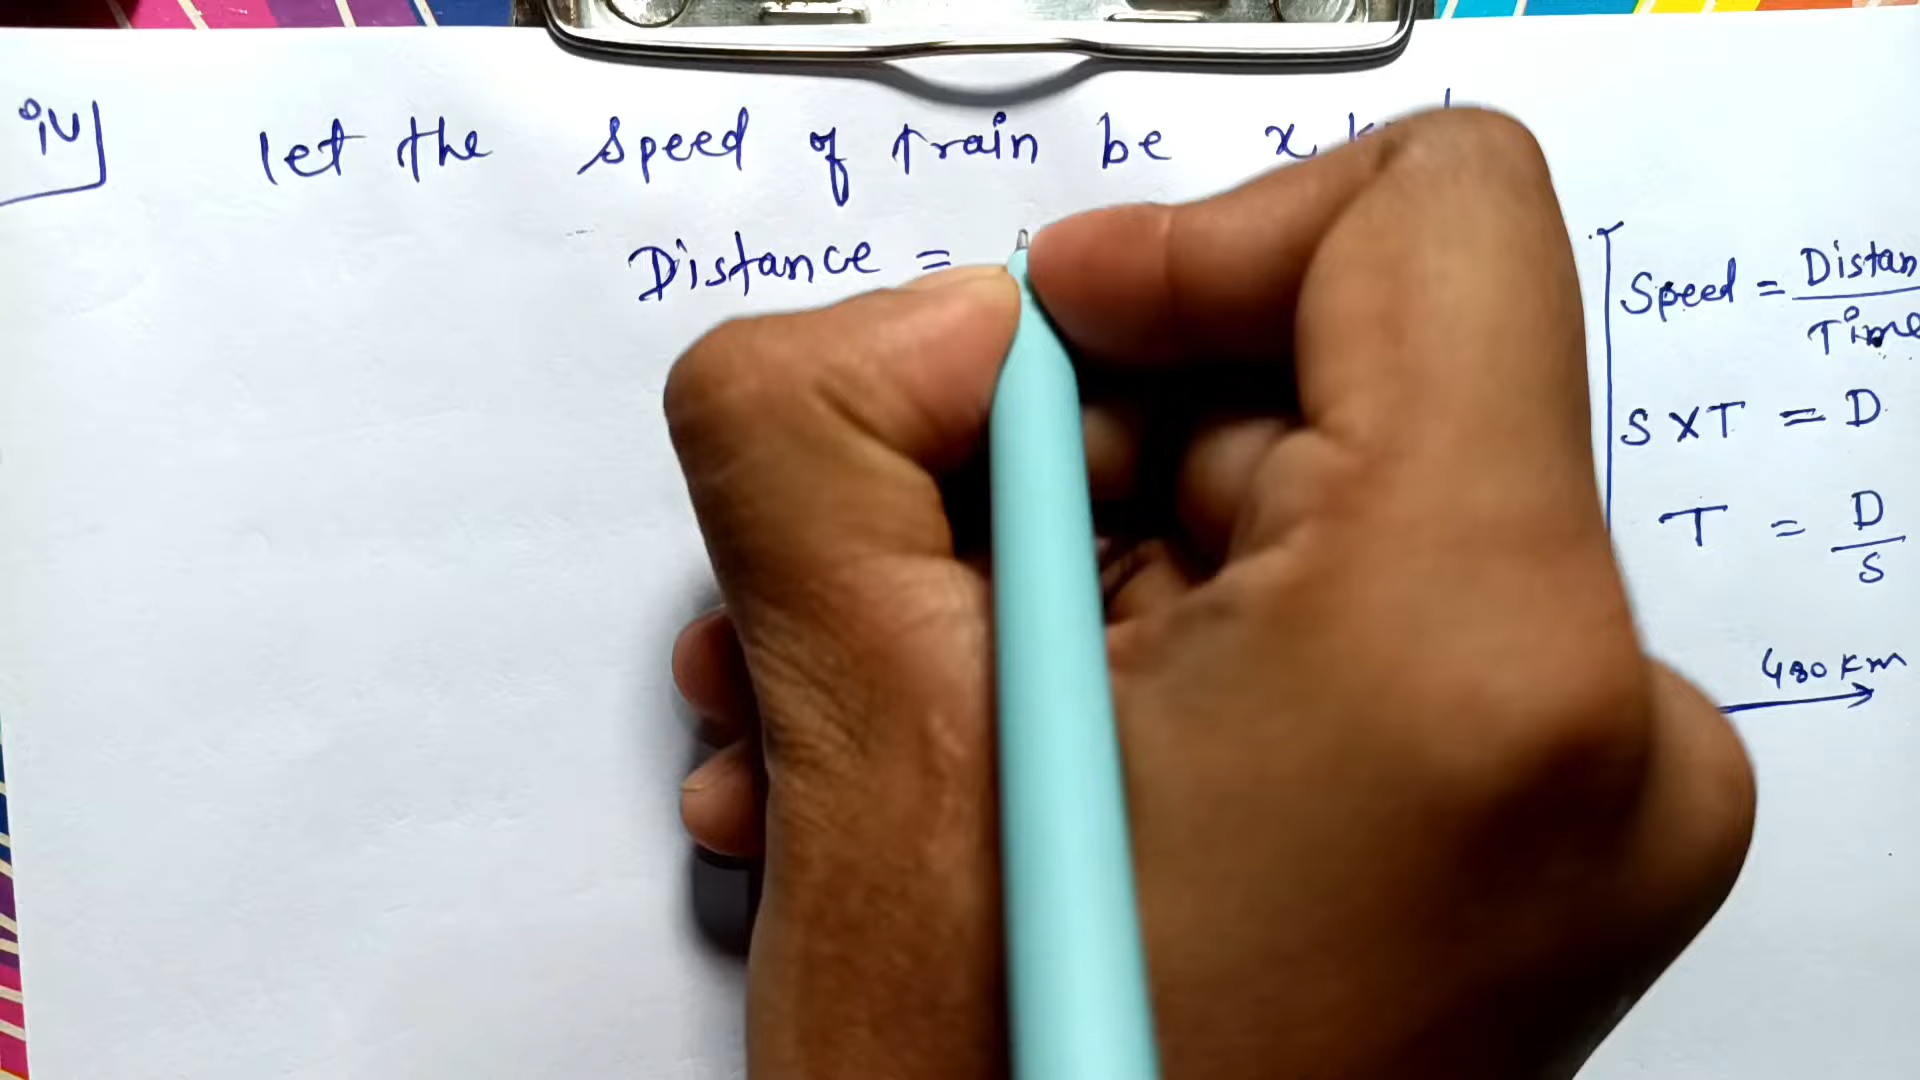 iv]
let the speed of train be x
Distance =
Speed = Distan
Time
S X T = D
T = D
S
480 km